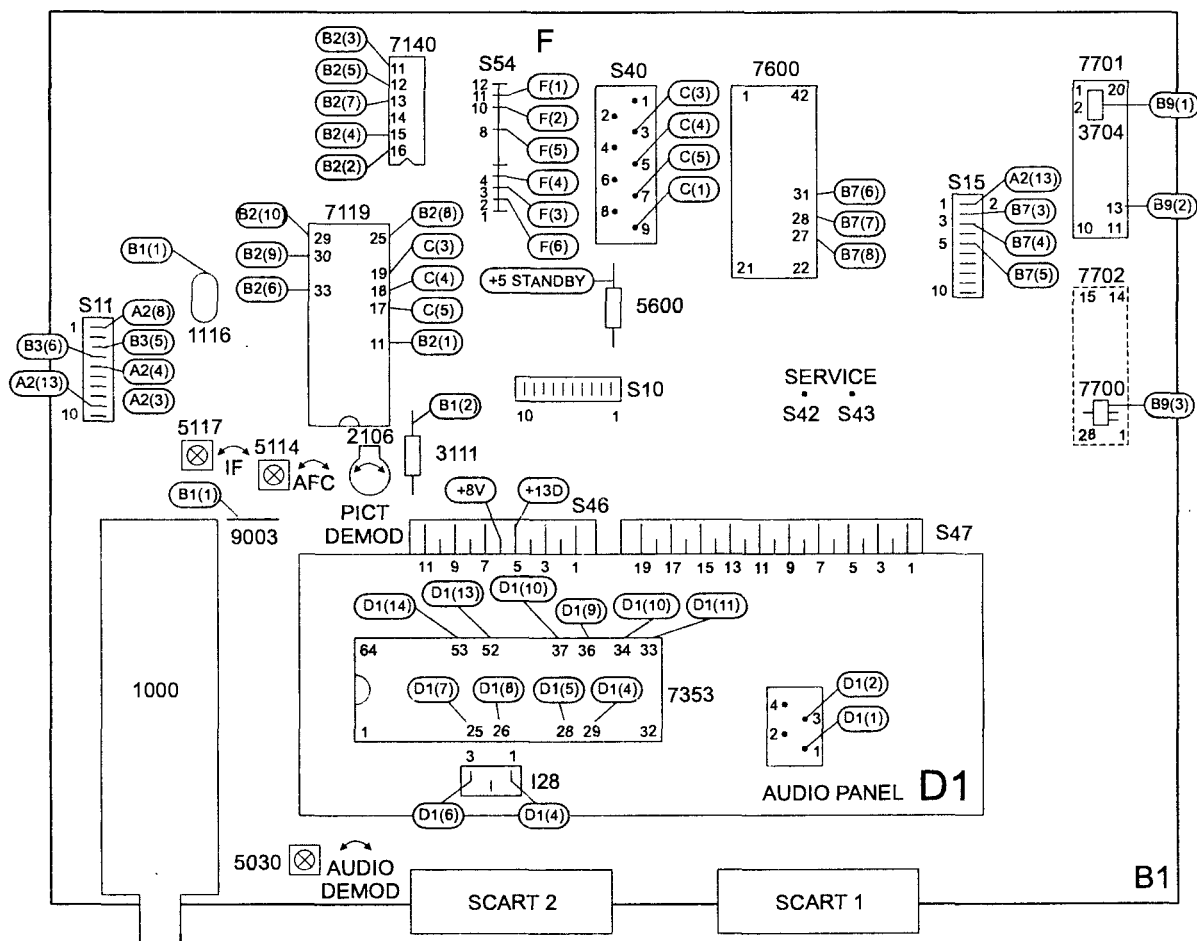 F
B2(3)
7140
B2(5)
B2(7)
B2(4)
B2(2)
11
12
13
14
15
16
S54
12
11
10
8
4
3
2
1
F(1)
F(2)
F(5)
F(4)
F(3)
F(6)
S40
1
2
3
4
5
6
7
8
9
C(3)
C(4)
C(5)
C(1)
7600
1 42
31
28
27
21 22
B7(6)
B7(7)
B7(8)
7701
1 20
2
3704
13
10 11
B9(1)
B9(2)
S15
1 2
3
5
10
A2(13)
B7(3)
B7(4)
B7(5)
7702
15 14
7700
28 1
B9(3)
B2(10)
B2(9)
B2(6)
7119
29 25
30
19
33 18
17
11
B2(8)
C(3)
C(4)
C(5)
B2(1)
B1(1)
1116
S11
1
10
B3(6)
A2(13)
A2(8)
B3(5)
A2(4)
A2(3)
+5 STANDBY
5600
S10
10 1
SERVICE
S42 S43
5117
IF
5114
AFC
2106
PICT
DEMOD
B1(2)
3111
B1(1)
9003
+8V
+13D
S46
11 9 7 5 3 1
S47
19 17 15 13 11 9 7 5 3 1
D1(14)
D1(13)
D1(10)
D1(9)
D1(10)
D1(11)
64 53 52 37 36 34 33
7353
D1(7)
D1(8)
D1(5)
D1(4)
1 25 26 28 29 32
3 1
I28
D1(6)
D1(4)
4
3
2
1
D1(2)
D1(1)
AUDIO PANEL D1
1000
5030
AUDIO
DEMOD
SCART 2
SCART 1
B1